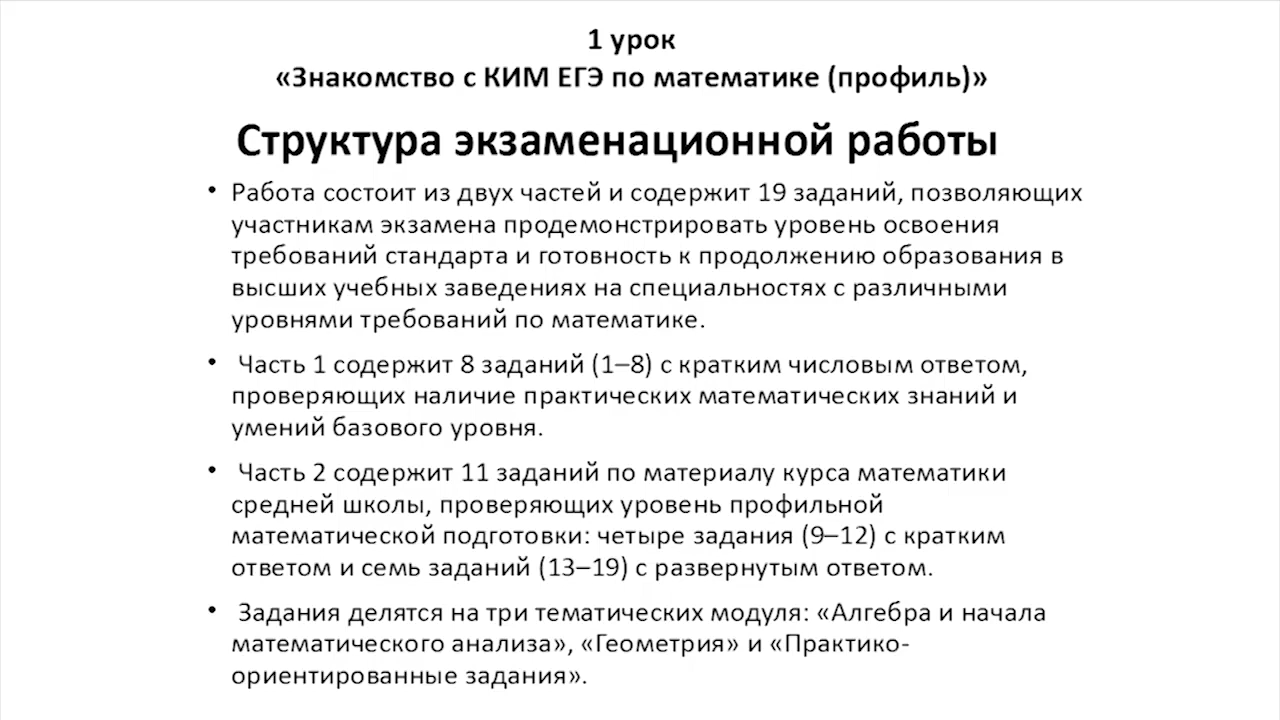 1 урок
«Знакомство с КИМ ЕГЭ по математике (профиль)»
Структура экзаменационной работы
• Работа состоит из двух частей и содержит 19 заданий, позволяющих
участникам экзамена продемонстрировать уровень освоения
требований стандарта и готовность к продолжению образования в
высших учебных заведениях на специальностях с различными
уровнями требований по математике.
• Часть 1 содержит 8 заданий (1–8) с кратким числовым ответом,
проверяющих наличие практических математических знаний и
умений базового уровня.
• Часть 2 содержит 11 заданий по материалу курса математики
средней школы, проверяющих уровень профильной
математической подготовки: четыре задания (9–12) с кратким
ответом и семь заданий (13–19) с развернутым ответом.
• Задания делятся на три тематических модуля: «Алгебра и начала
математического анализа», «Геометрия» и «Практико-
ориентированные задания».